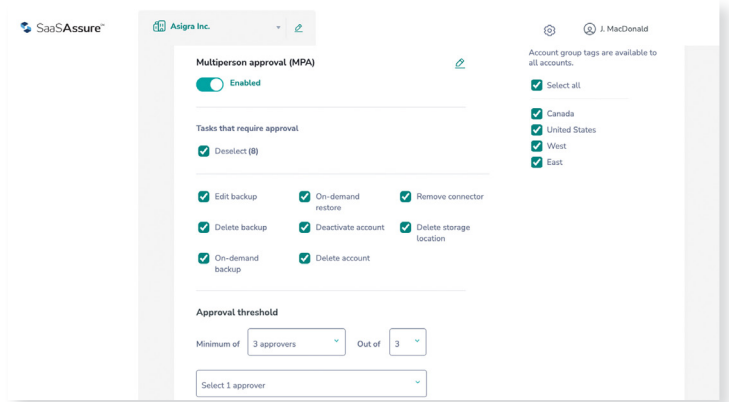 SaaSAssure™
Asigra Inc.
J. MacDonald
Multiperson approval (MPA)
Enabled
Tasks that require approval
Deselect (8)
Edit backup
On-demand
restore
Remove connector
Delete backup
Deactivate account
Delete storage
location
On-demand
backup
Delete account
Approval threshold
Minimum of
3 approvers
Out of
3
Select 1 approver
Account group tags are available to
all accounts.
Select all
Canada
United States
West
East